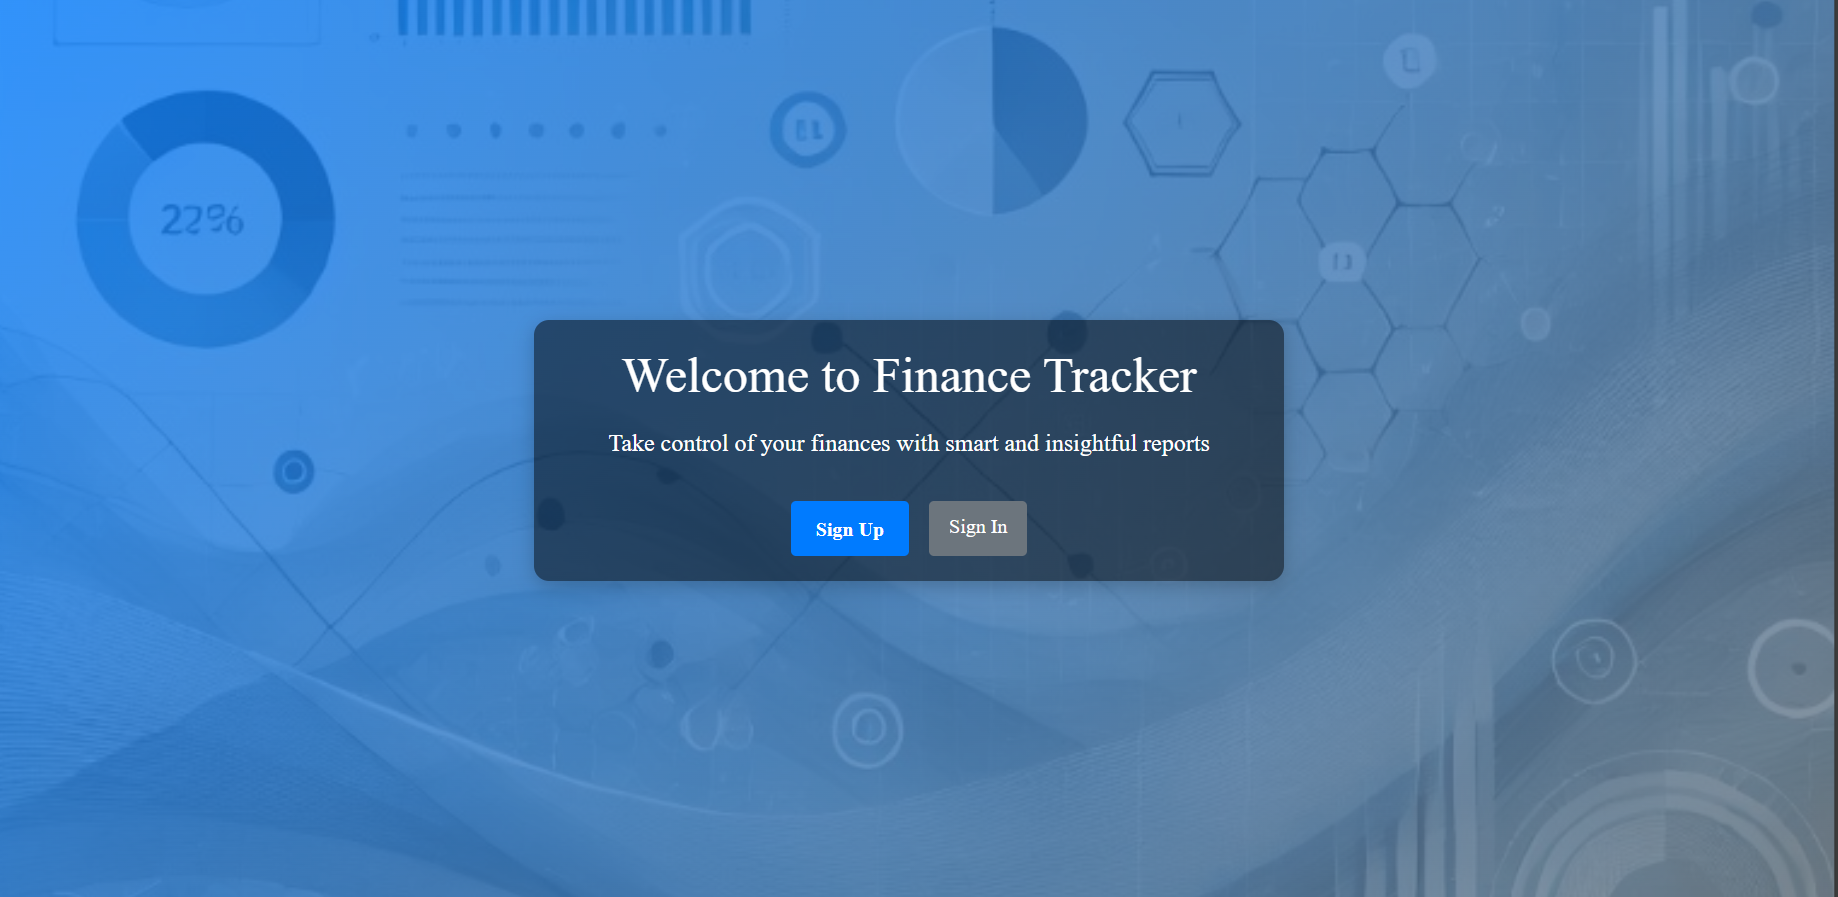 22%
Welcome to Finance Tracker
Take control of your finances with smart and insightful reports
Sign Up
Sign In